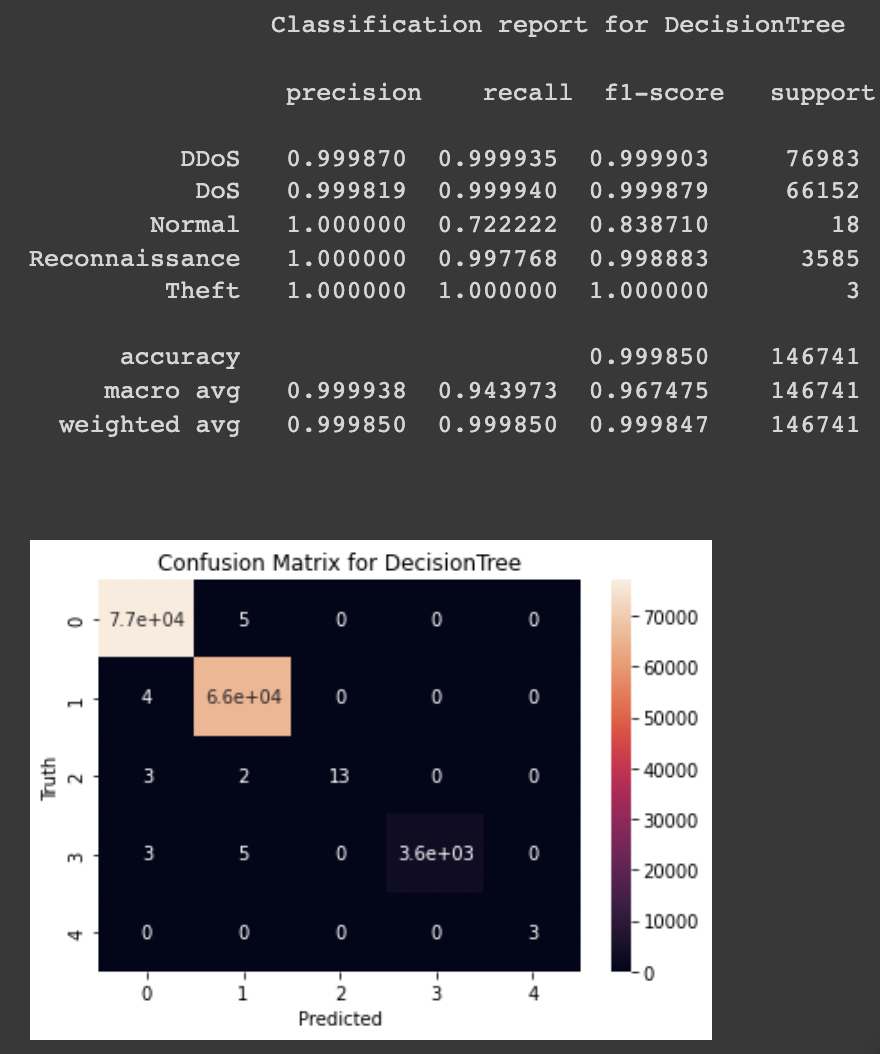 Classification report for DecisionTree
precision recall f1-score support
DDoS 0.999870 0.999935 0.999903 76983
DoS 0.999819 0.999940 0.999879 66152
Normal 1.000000 0.722222 0.838710 18
Reconnaissance 1.000000 0.997768 0.998883 3585
Theft 1.000000 1.000000 1.000000 3
accuracy 0.999850 146741
macro avg 0.999938 0.943973 0.967475 146741
weighted avg 0.999850 0.999850 0.999847 146741
Confusion Matrix for DecisionTree
0 7.7e+04 5 0 0 0
1 4 6.6e+04 0 0 0
2 3 2 13 0 0
3 3 5 0 3.6e+03 0
4 0 0 0 0 3
0 1 2 3 4
Predicted
Truth
70000
60000
50000
40000
30000
20000
10000
0